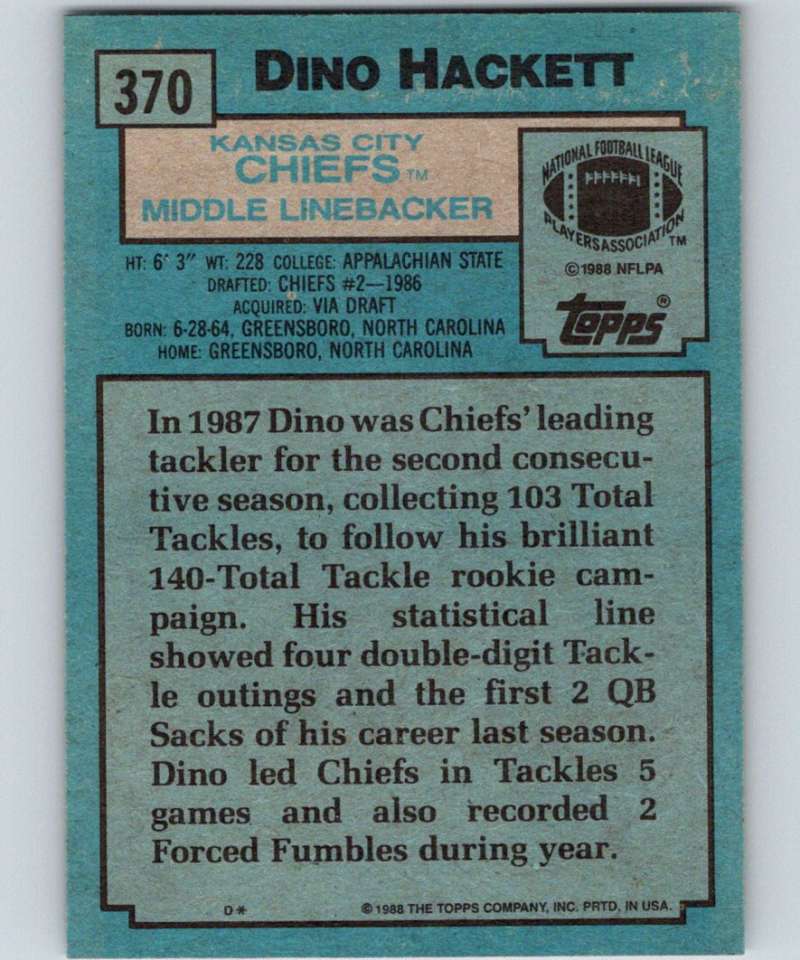 370
DINO HACKETT
KANSAS CITY
CHIEFS™
MIDDLE LINEBACKER
NATIONAL FOOTBALL LEAGUE
PLAYERS ASSOCIATION™
©1988 NFLPA
Topps®
HT: 6' 3" WT: 228 COLLEGE: APPALACHIAN STATE
DRAFTED: CHIEFS #2—1986
ACQUIRED: VIA DRAFT
BORN: 6-28-64, GREENSBORO, NORTH CAROLINA
HOME: GREENSBORO, NORTH CAROLINA
In 1987 Dino was Chiefs' leading
tackler for the second consecu-
tive season, collecting 103 Total
Tackles, to follow his brilliant
140-Total Tackle rookie cam-
paign. His statistical line
showed four double-digit Tack-
le outings and the first 2 QB
Sacks of his career last season.
Dino led Chiefs in Tackles 5
games and also recorded 2
Forced Fumbles during year.
D* ©1988 THE TOPPS COMPANY, INC. PRTD. IN USA.